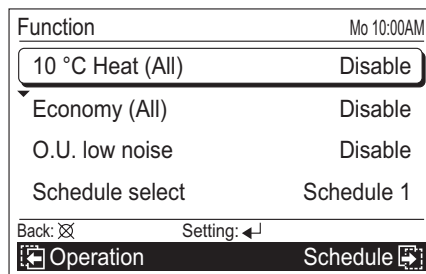 Function Mo 10:00AM
10 °C Heat (All) Disable
Economy (All) Disable
O.U. low noise Disable
Schedule select Schedule 1
Back: Setting:
Operation Schedule